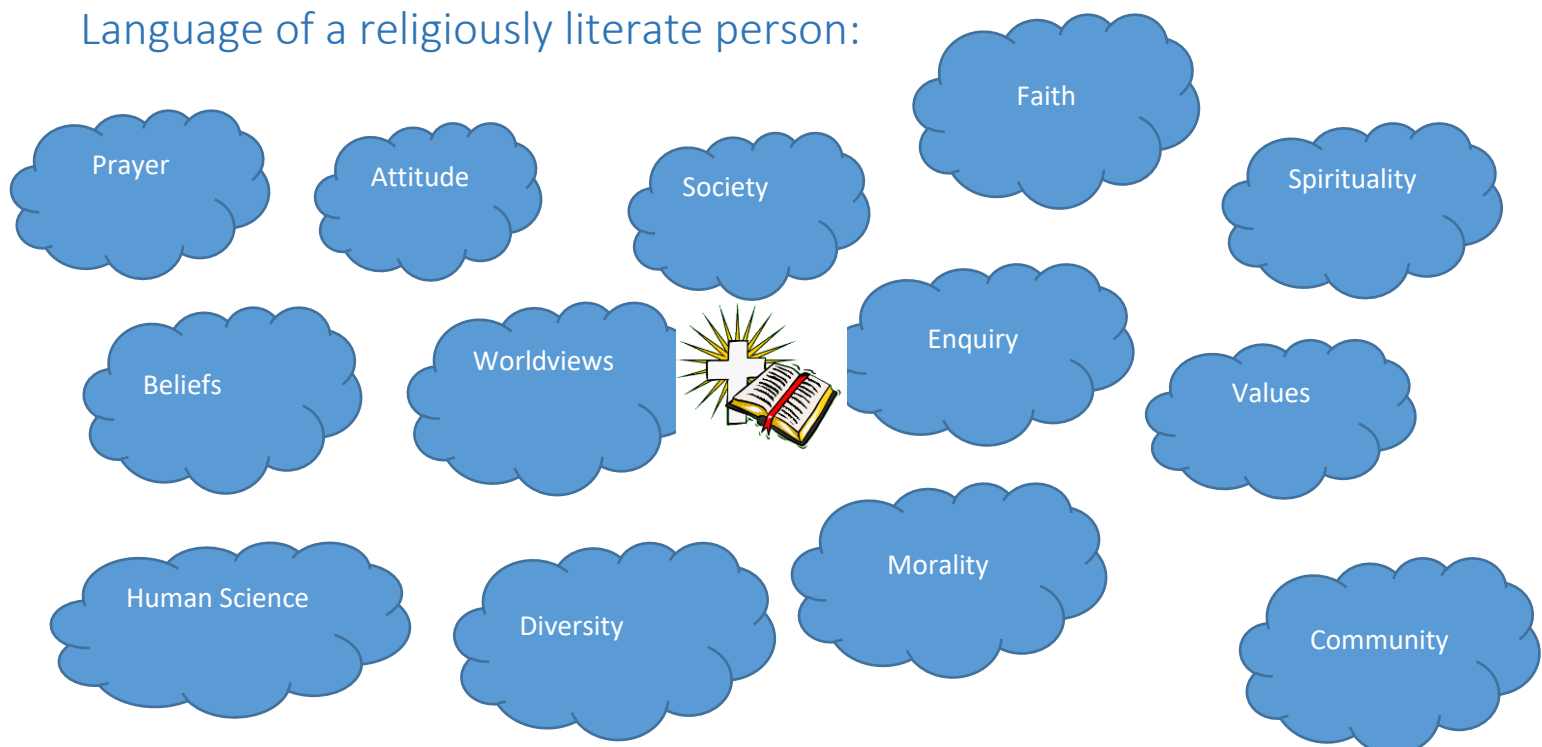 Language of a religiously literate person:
Faith
Prayer
Attitude
Society
Spirituality
Beliefs
Worldviews
Enquiry
Values
Human Science
Diversity
Morality
Community